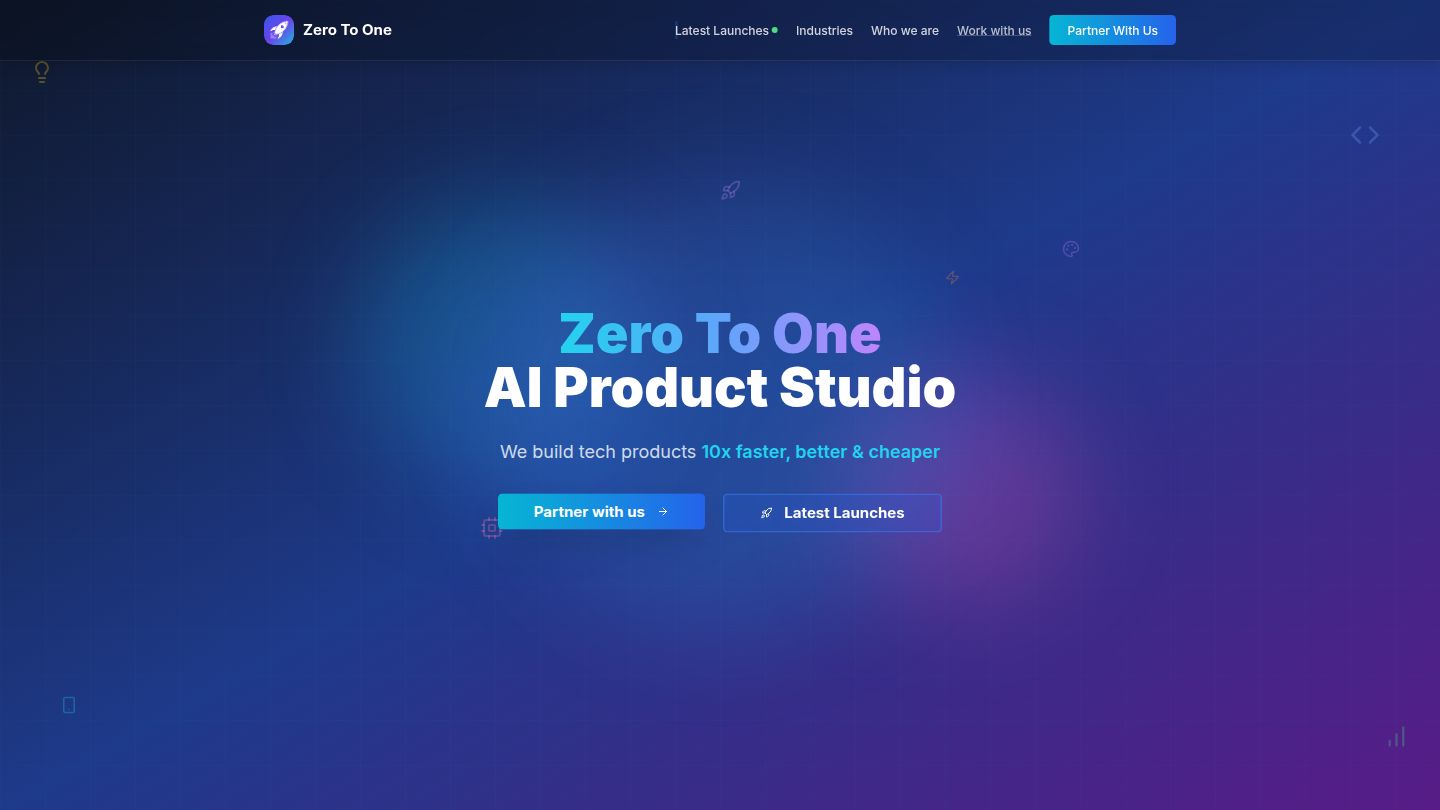 Zero To One
Latest Launches
Industries
Who we are
Work with us
Partner With Us
Zero To One
AI Product Studio
We build tech products 10x faster, better & cheaper
Partner with us
Latest Launches